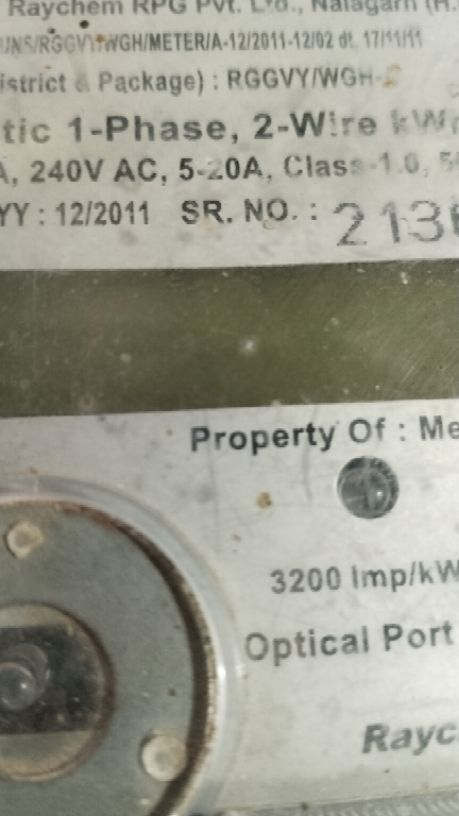 Raychem RPG Pvt. Ltd., Nalagarh (H.
/METER/A-12/2011-12/02 dt. 17/11/11
istrict & Package) : RGGVY/WGH-
tic 1-Phase, 2-Wire kW
A, 240V AC, 5-20A, Class-1.0, 5
YY : 12/2011 SR. NO. : 213
Property Of : Me
3200 Imp/kW
Optical Port
Rayc